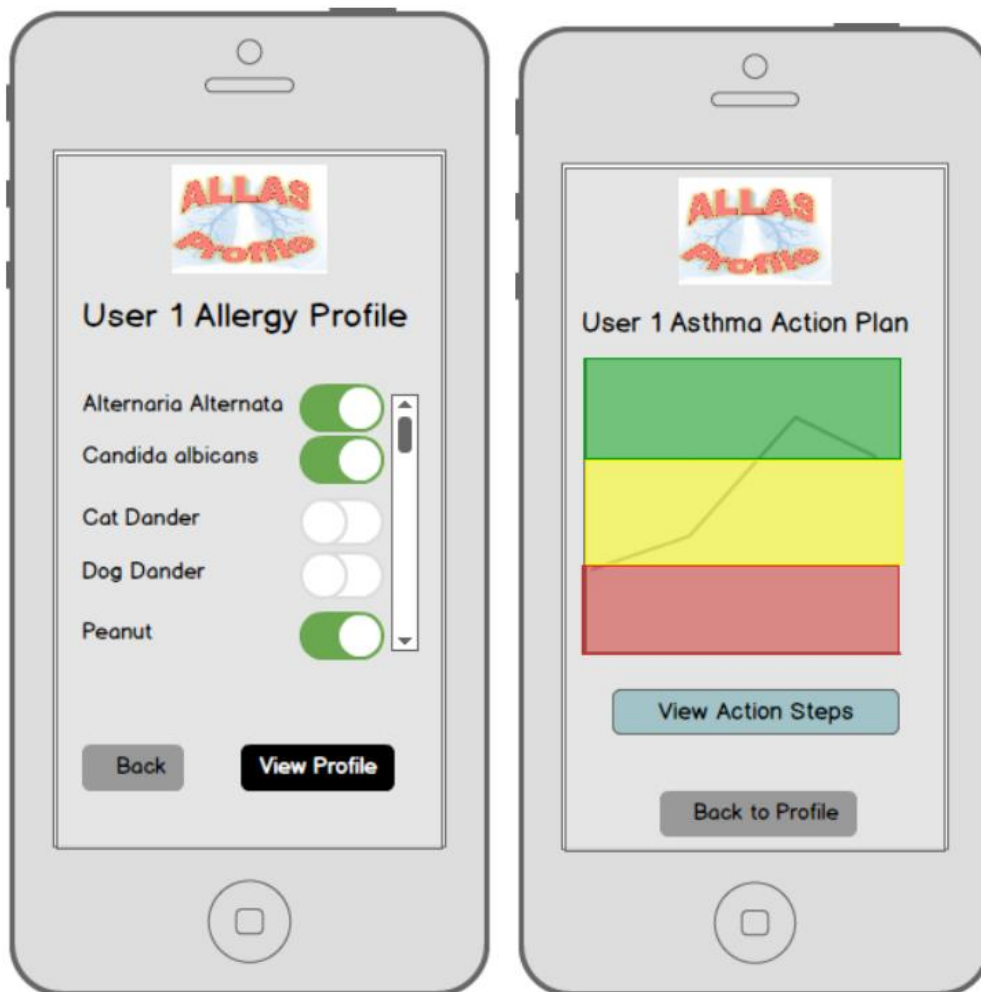 ALLAS
Profile
User 1 Allergy Profile
Alternaria Alternata
Candida albicans
Cat Dander
Dog Dander
Peanut
Back
View Profile
ALLAS
Profile
User 1 Asthma Action Plan
View Action Steps
Back to Profile